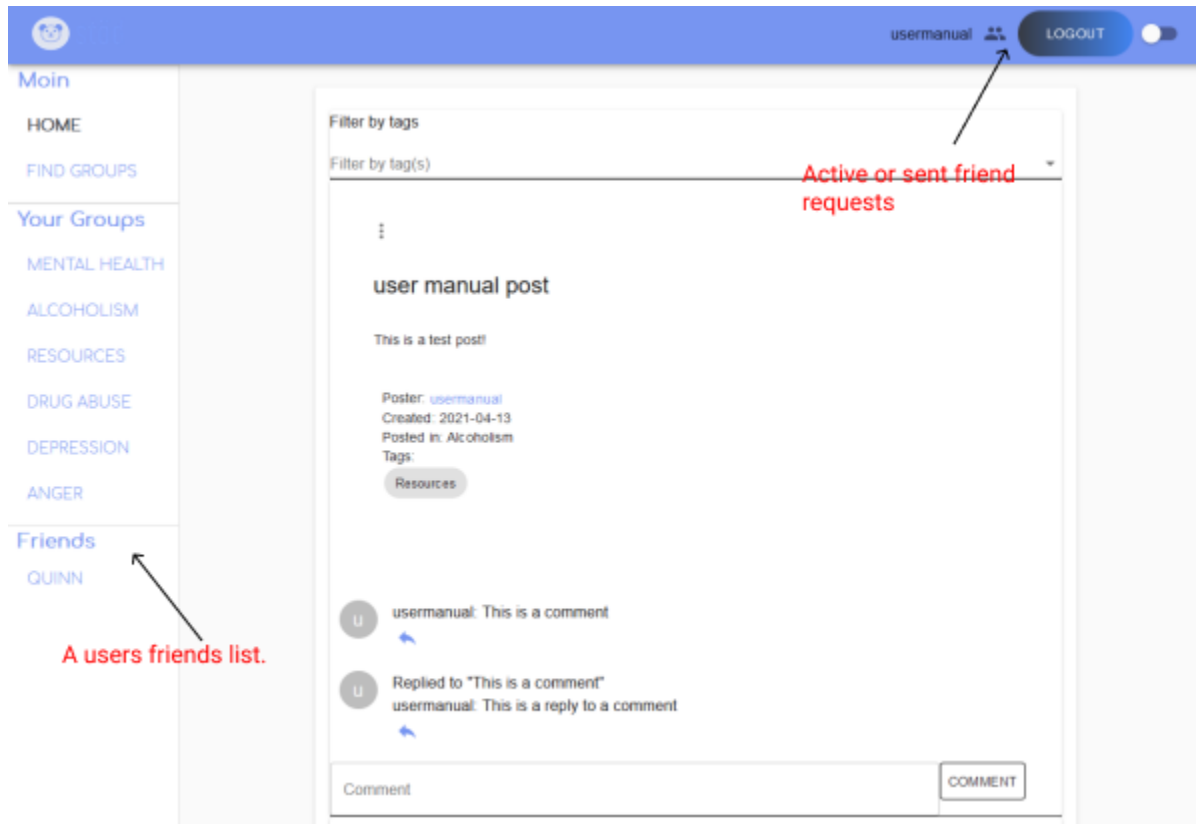 usermanual
LOGOUT
Moin
HOME
FIND GROUPS
Your Groups
MENTAL HEALTH
ALCOHOLISM
RESOURCES
DRUG ABUSE
DEPRESSION
ANGER
Friends
QUINN
A users friends list.
Filter by tags
Filter by tag(s)
Active or sent friend
requests
user manual post
This is a test post!
Poster: usermanual
Created: 2021-04-13
Posted in: Alcoholism
Tags:
Resources
u
usermanual: This is a comment
u
Replied to "This is a comment"
usermanual: This is a reply to a comment
Comment
COMMENT